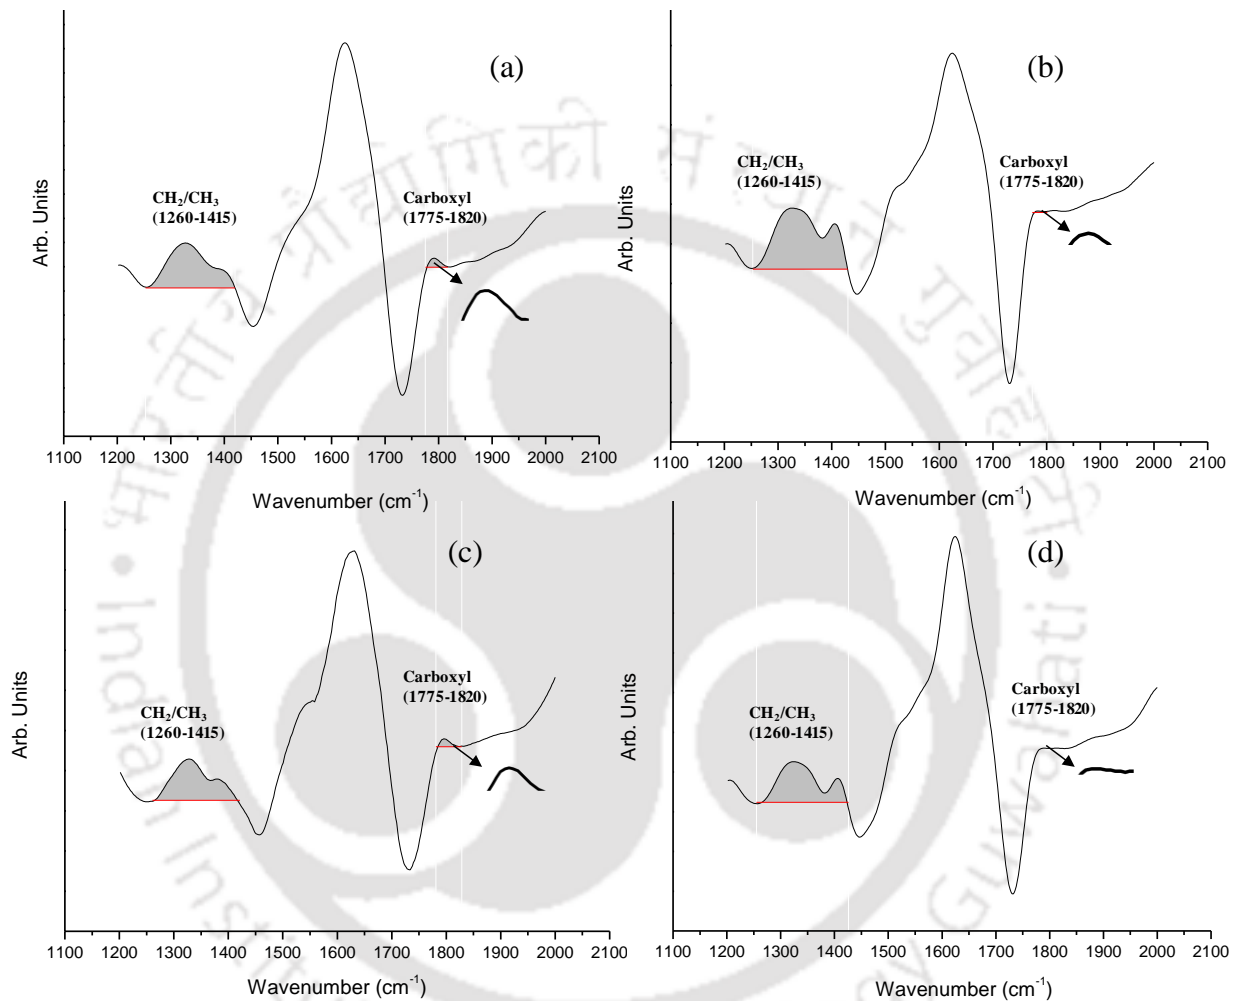 (a)
CH₂/CH₃
(1260-1415)
Carboxyl
(1775-1820)
Arb. Units
1100 1200 1300 1400 1500 1600 1700 1800 1900 2000 2100
Wavenumber (cm⁻¹)
(b)
CH₂/CH₃
(1260-1415)
Carboxyl
(1775-1820)
Arb. Units
1100 1200 1300 1400 1500 1600 1700 1800 1900 2000 2100
Wavenumber (cm⁻¹)
(c)
CH₂/CH₃
(1260-1415)
Carboxyl
(1775-1820)
Arb. Units
1100 1200 1300 1400 1500 1600 1700 1800 1900 2000 2100
Wavenumber (cm⁻¹)
(d)
CH₂/CH₃
(1260-1415)
Carboxyl
(1775-1820)
Arb. Units
1100 1200 1300 1400 1500 1600 1700 1800 1900 2000 2100
Wavenumber (cm⁻¹)
भारतीय प्रौद्योगिकी संस्थान गुवाहाटी
Indian
Guwahati